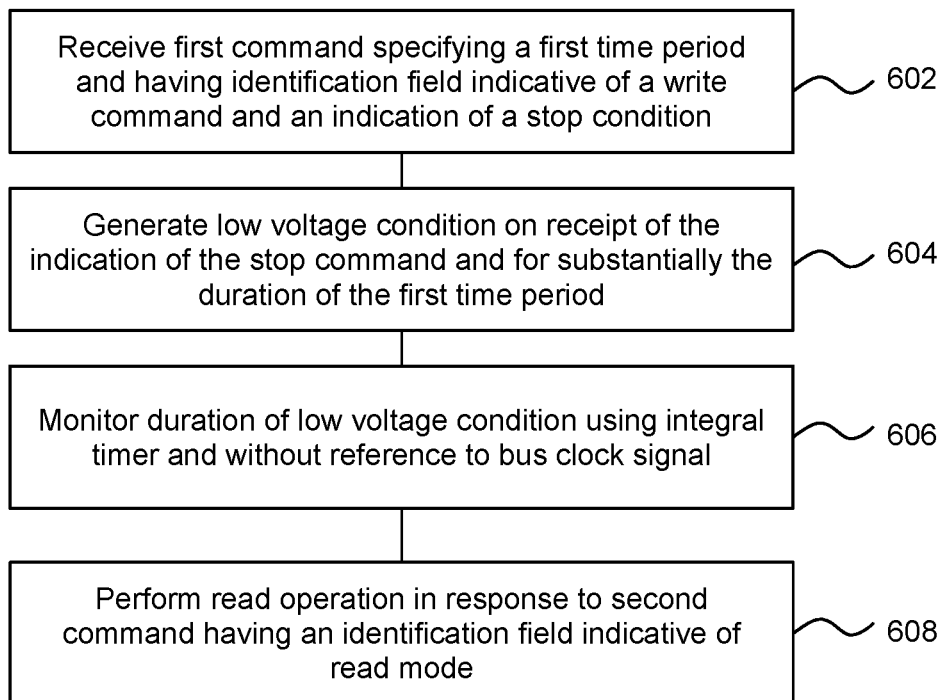 Receive first command specifying a first time period
and having identification field indicative of a write
command and an indication of a stop condition
602
Generate low voltage condition on receipt of the
indication of the stop command and for substantially the
duration of the first time period
604
Monitor duration of low voltage condition using integral
timer and without reference to bus clock signal
606
Perform read operation in response to second
command having an identification field indicative of
read mode
608